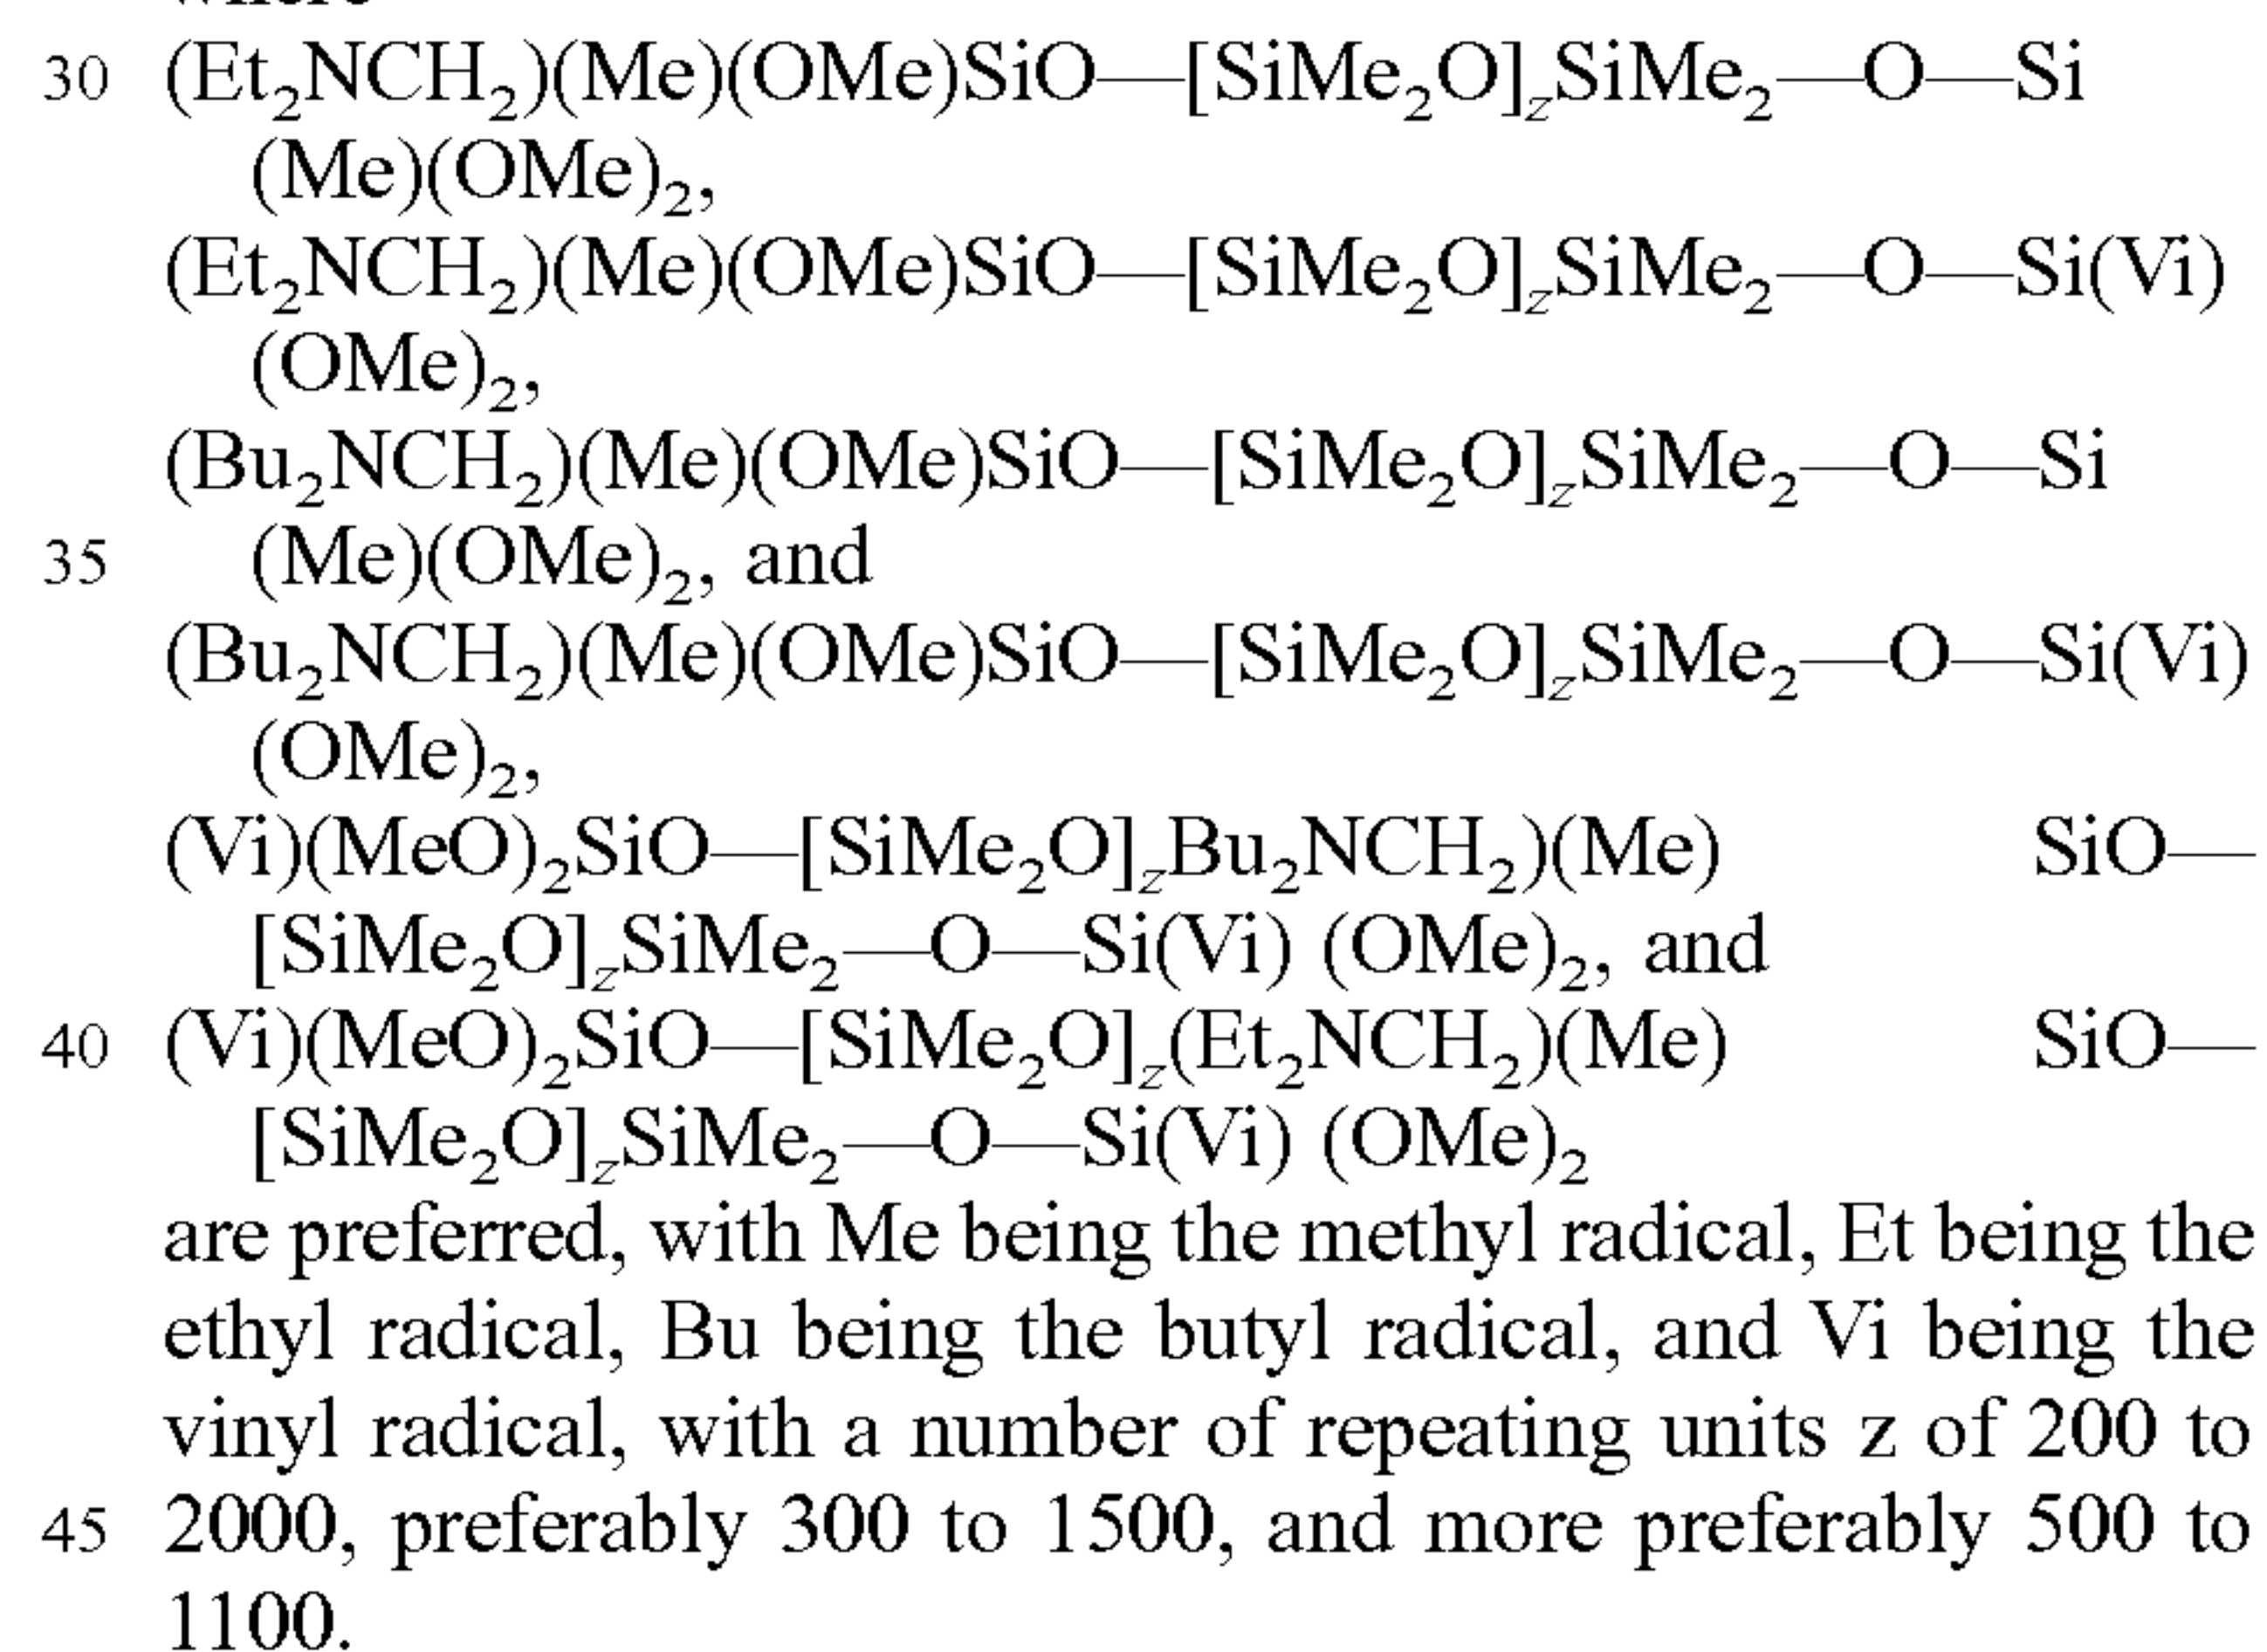 30 (Et₂NCH₂)(Me)(OMe)SiO—[SiMe₂O]zSiMe₂—O—Si
(Me)(OMe)₂,
(Et₂NCH₂)(Me)(OMe)SiO—[SiMe₂O]zSiMe₂—O—Si(Vi)
(OMe)₂,
(Bu₂NCH₂)(Me)(OMe)SiO—[SiMe₂O]zSiMe₂—O—Si
35 (Me)(OMe)₂, and
(Bu₂NCH₂)(Me)(OMe)SiO—[SiMe₂O]zSiMe₂—O—Si(Vi)
(OMe)₂,
(Vi)(MeO)₂SiO—[SiMe₂O]zBu₂NCH₂)(Me) SiO—
[SiMe₂O]zSiMe₂—O—Si(Vi) (OMe)₂, and
40 (Vi)(MeO)₂SiO—[SiMe₂O]z(Et₂NCH₂)(Me) SiO—
[SiMe₂O]zSiMe₂—O—Si(Vi) (OMe)₂
are preferred, with Me being the methyl radical, Et being the
ethyl radical, Bu being the butyl radical, and Vi being the
vinyl radical, with a number of repeating units z of 200 to
45 2000, preferably 300 to 1500, and more preferably 500 to
1100.